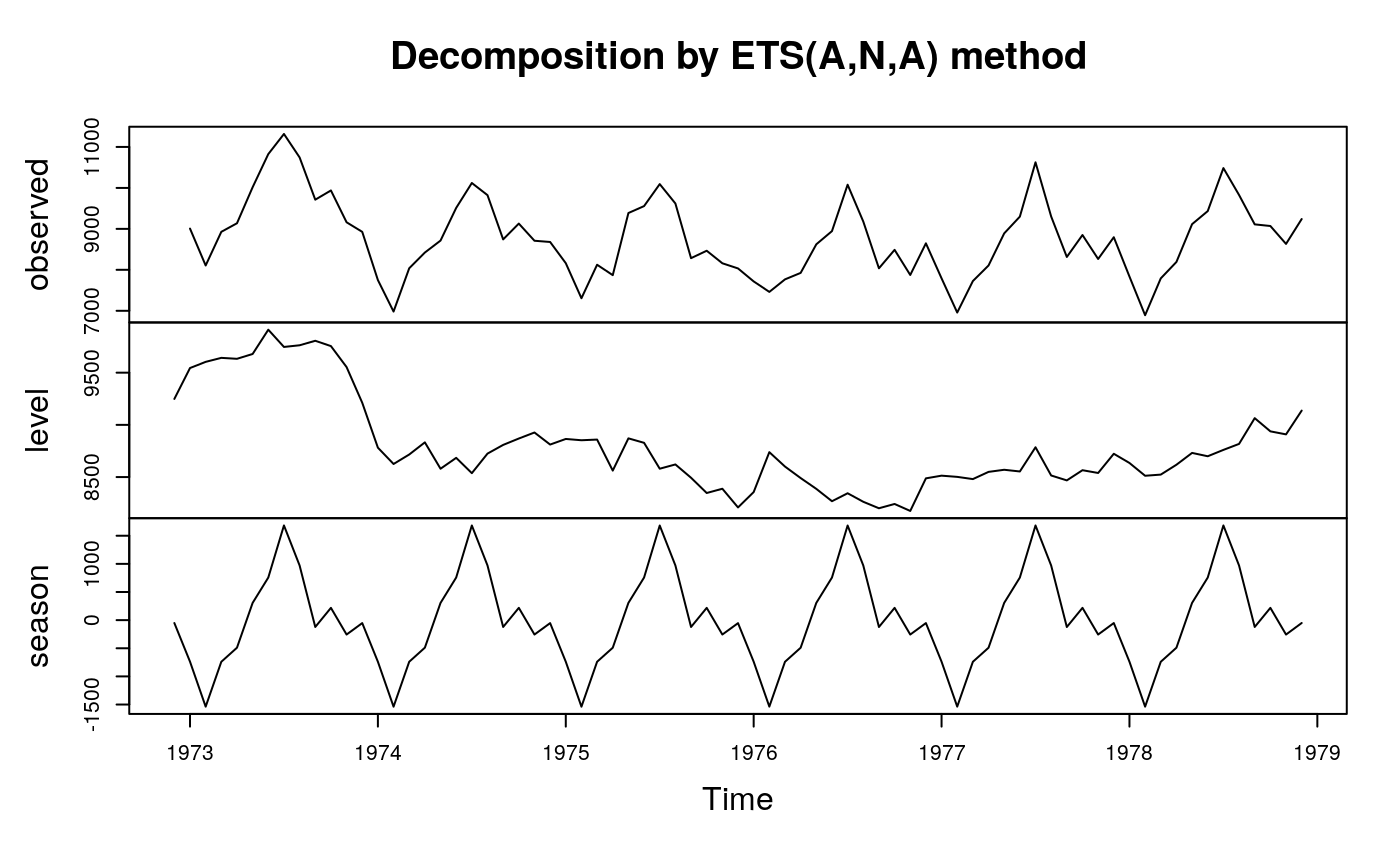 Decomposition by ETS(A,N,A) method
observed
7000 9000 11000
level
8500 9500
season
-1500 0 1000
1973 1974 1975 1976 1977 1978 1979
Time